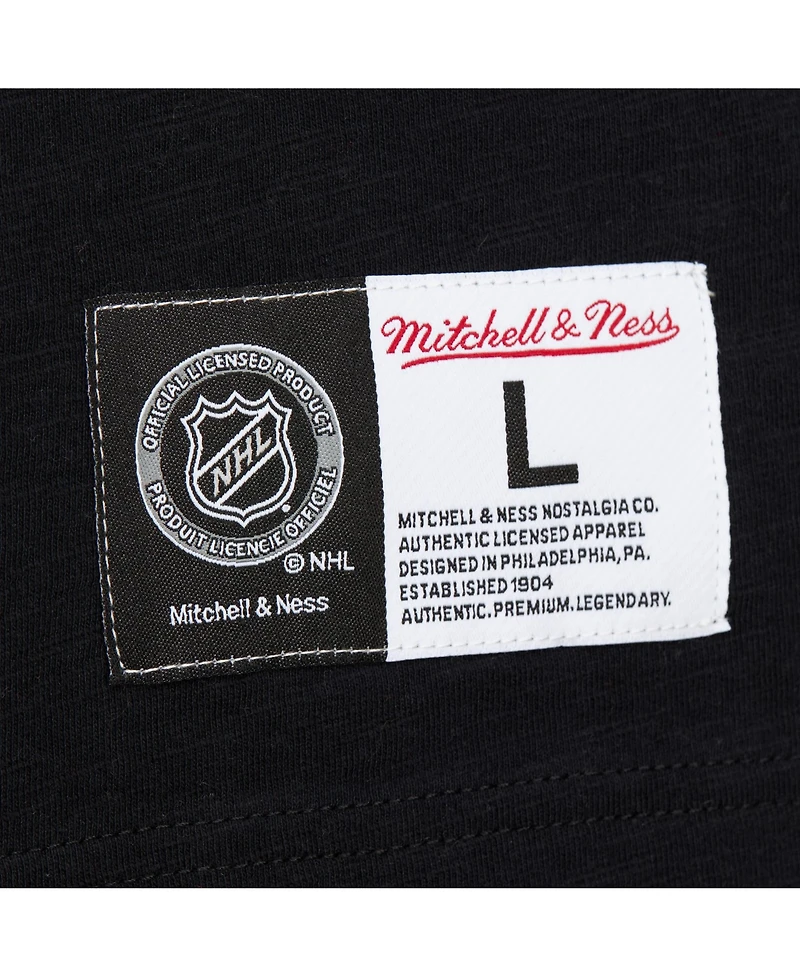 OFFICIAL LICENSED PRODUCT
NHL
PRODUIT LICENCIE OFFICIEL
© NHL
Mitchell & Ness
Mitchell & Ness
L
MITCHELL & NESS NOSTALGIA CO.
AUTHENTIC LICENSED APPAREL
DESIGNED IN PHILADELPHIA, PA.
ESTABLISHED 1904
AUTHENTIC. PREMIUM. LEGENDARY.